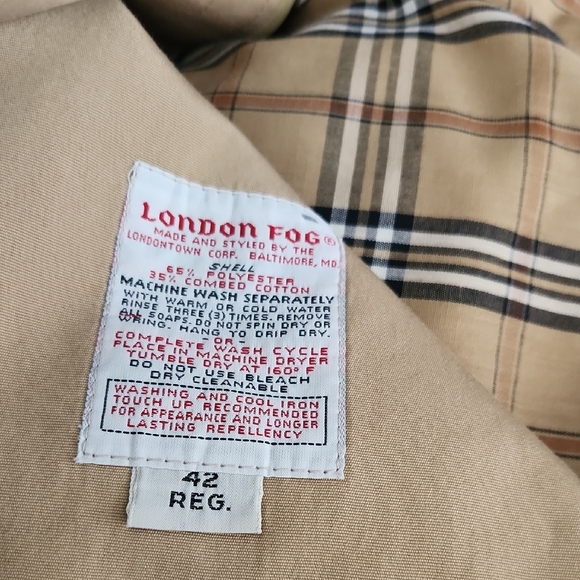 LONDON FOG®
MADE AND STYLED BY THE
LONDONTOWN CORP. BALTIMORE, MD.
SHELL
65% POLYESTER
35% COMBED COTTON
MACHINE WASH SEPARATELY
WITH WARM OR COLD WATER
RINSE THREE (3) TIMES. REMOVE
ALL SOAPS. DO NOT SPIN DRY OR
WRING. HANG TO DRIP DRY.
-OR-
COMPLETE WASH CYCLE
PLACE IN MACHINE DRYER
TUMBLE DRY AT 160° F
DO NOT USE BLEACH
DRY CLEANABLE
WASHING AND COOL IRON
TOUCH UP RECOMMENDED
FOR APPEARANCE AND LONGER
LASTING REPELLENCY
42
REG.